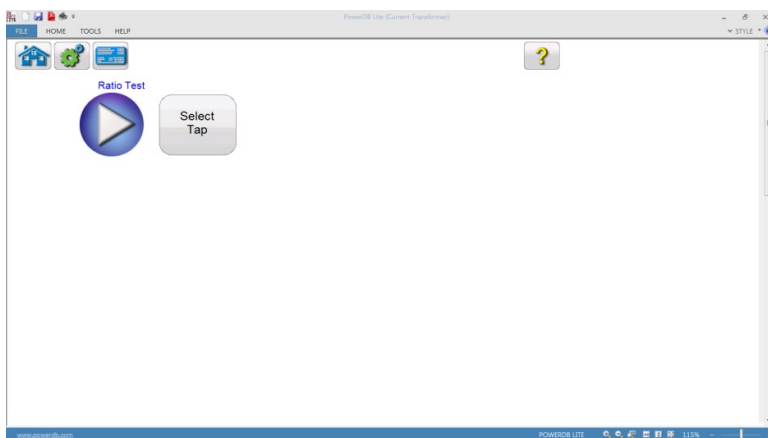 PowerDB Lite (Current Transformer)
FILE HOME TOOLS HELP
STYLE
Ratio Test
Select
Tap
www.powerdb.com
POWERDB LITE
115%